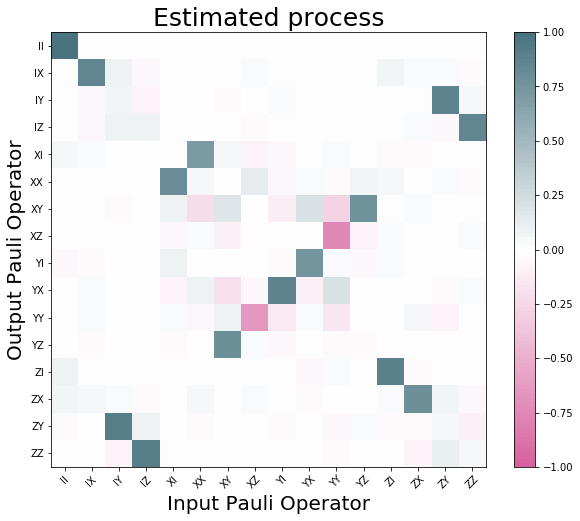 Estimated process
Output Pauli Operator
II
IX
IY
IZ
XI
XX
XY
XZ
YI
YX
YY
YZ
ZI
ZX
ZY
ZZ
II IX IY IZ XI XX XY XZ YI YX YY YZ ZI ZX ZY ZZ
Input Pauli Operator
1.00
0.75
0.50
0.25
0.00
−0.25
−0.50
−0.75
−1.00